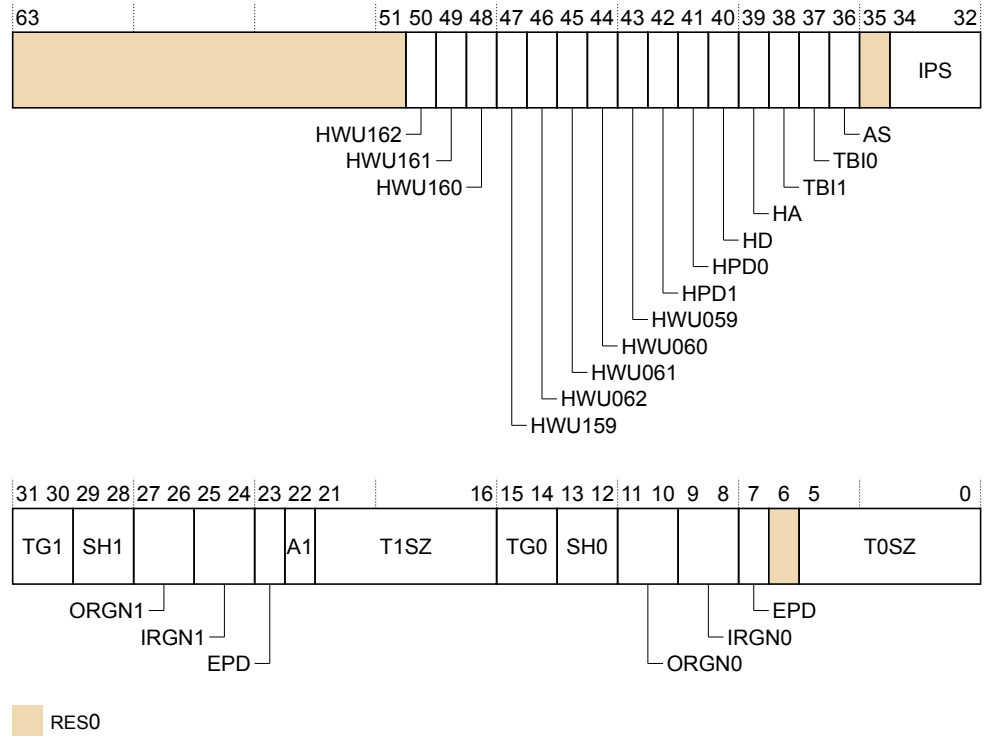 63 51 50 49 48 47 46 45 44 43 42 41 40 39 38 37 36 35 34 32
IPS
HWU162 AS
HWU161 TBI0
HWU160 TBI1
HA
HD
HPD0
HPD1
HWU059
HWU060
HWU061
HWU062
HWU159
31 30 29 28 27 26 25 24 23 22 21 16 15 14 13 12 11 10 9 8 7 6 5 0
TG1 SH1 A1 T1SZ TG0 SH0 T0SZ
ORGN1 EPD
IRGN1 IRGN0
EPD ORGN0
RES0